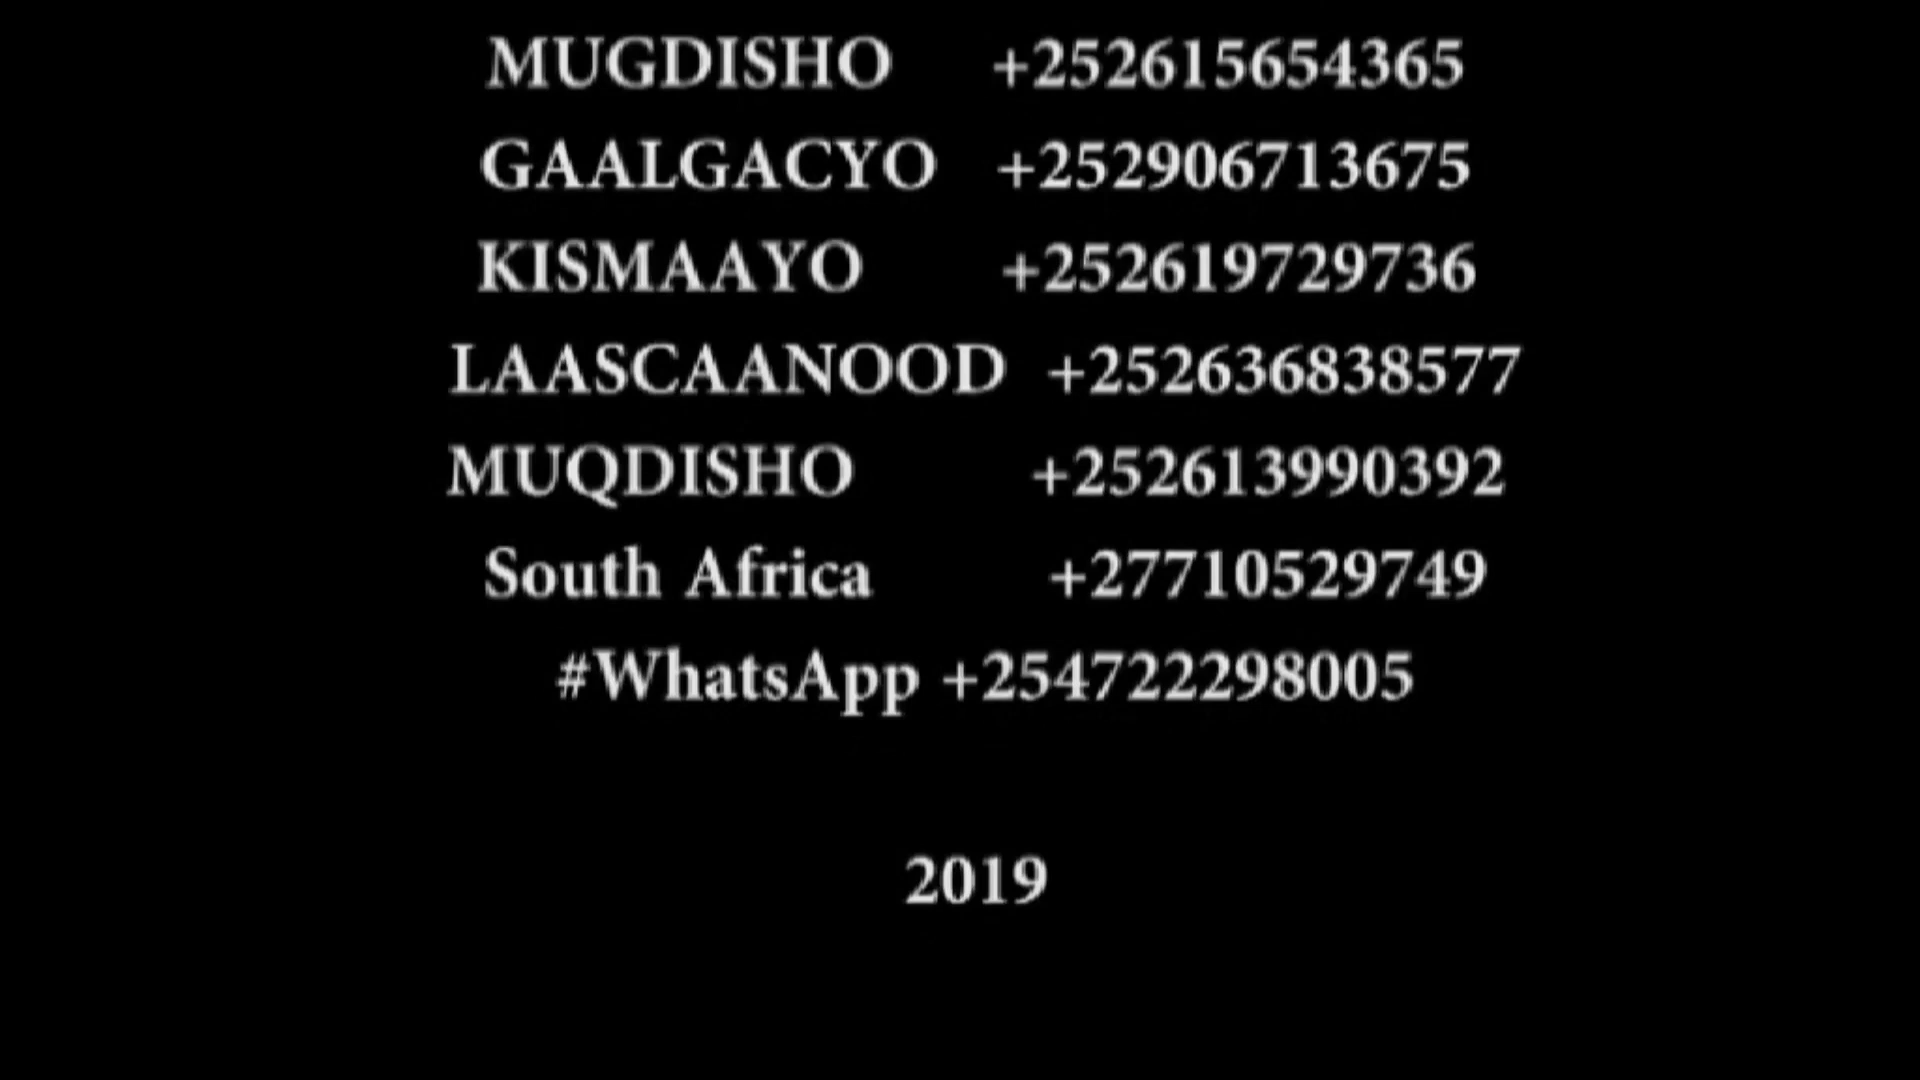 MUGDISHO +252615654365
GAALGACYO +252906713675
KISMAAYO +252619729736
LAASCAANOOD +252636838577
MUQDISHO +252613990392
South Africa +27710529749
#WhatsApp +254722298005
2019